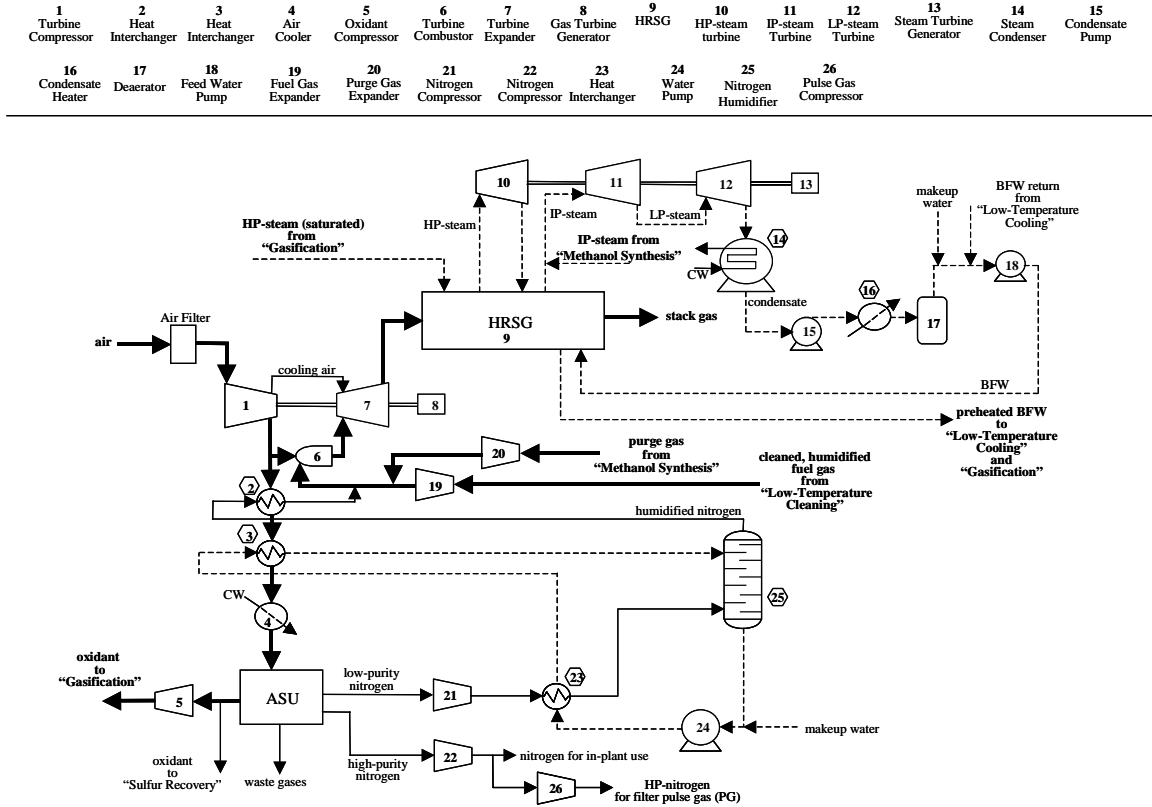 1 2 3 4 5 6 7 8 9 10 11 12 13 14 15
Turbine Compressor
Heat Interchanger
Heat Interchanger
Air Cooler
Oxidant Compressor
Turbine Combustor
Turbine Expander
Gas Turbine Generator
HRSG
HP-steam turbine
IP-steam Turbine
LP-steam Turbine
Steam Turbine Generator
Steam Condenser
Condensate Pump
16 17 18 19 20 21 22 23 24 25 26
Condensate Heater
Deaerator
Feed Water Pump
Fuel Gas Expander
Purge Gas Expander
Nitrogen Compressor
Nitrogen Compressor
Heat Interchanger
Water Pump
Nitrogen Humidifier
Pulse Gas Compressor
10
11
12
13
makeup
water
BFW return
from
“Low-Temperature
Cooling”
HP-steam
IP-steam
LP-steam
HP-steam (saturated)
from
“Gasification”
IP-steam from
“Methanol Synthesis”
14
CW
condensate
15
16
17
18
Air Filter
air
HRSG
9
stack gas
cooling air
1
7
8
BFW
preheated BFW
to
“Low-Temperature
Cooling”
and
“Gasification”
6
20
purge gas
from
“Methanol Synthesis”
19
cleaned, humidified
fuel gas
from
“Low-Temperature
Cleaning”
2
humidified nitrogen
3
25
CW
4
oxidant
to
“Gasification”
5
ASU
low-purity
nitrogen
21
23
24
makeup water
oxidant
to
“Sulfur Recovery”
waste gases
high-purity
nitrogen
22
nitrogen for in-plant use
26
HP-nitrogen
for filter pulse gas (PG)